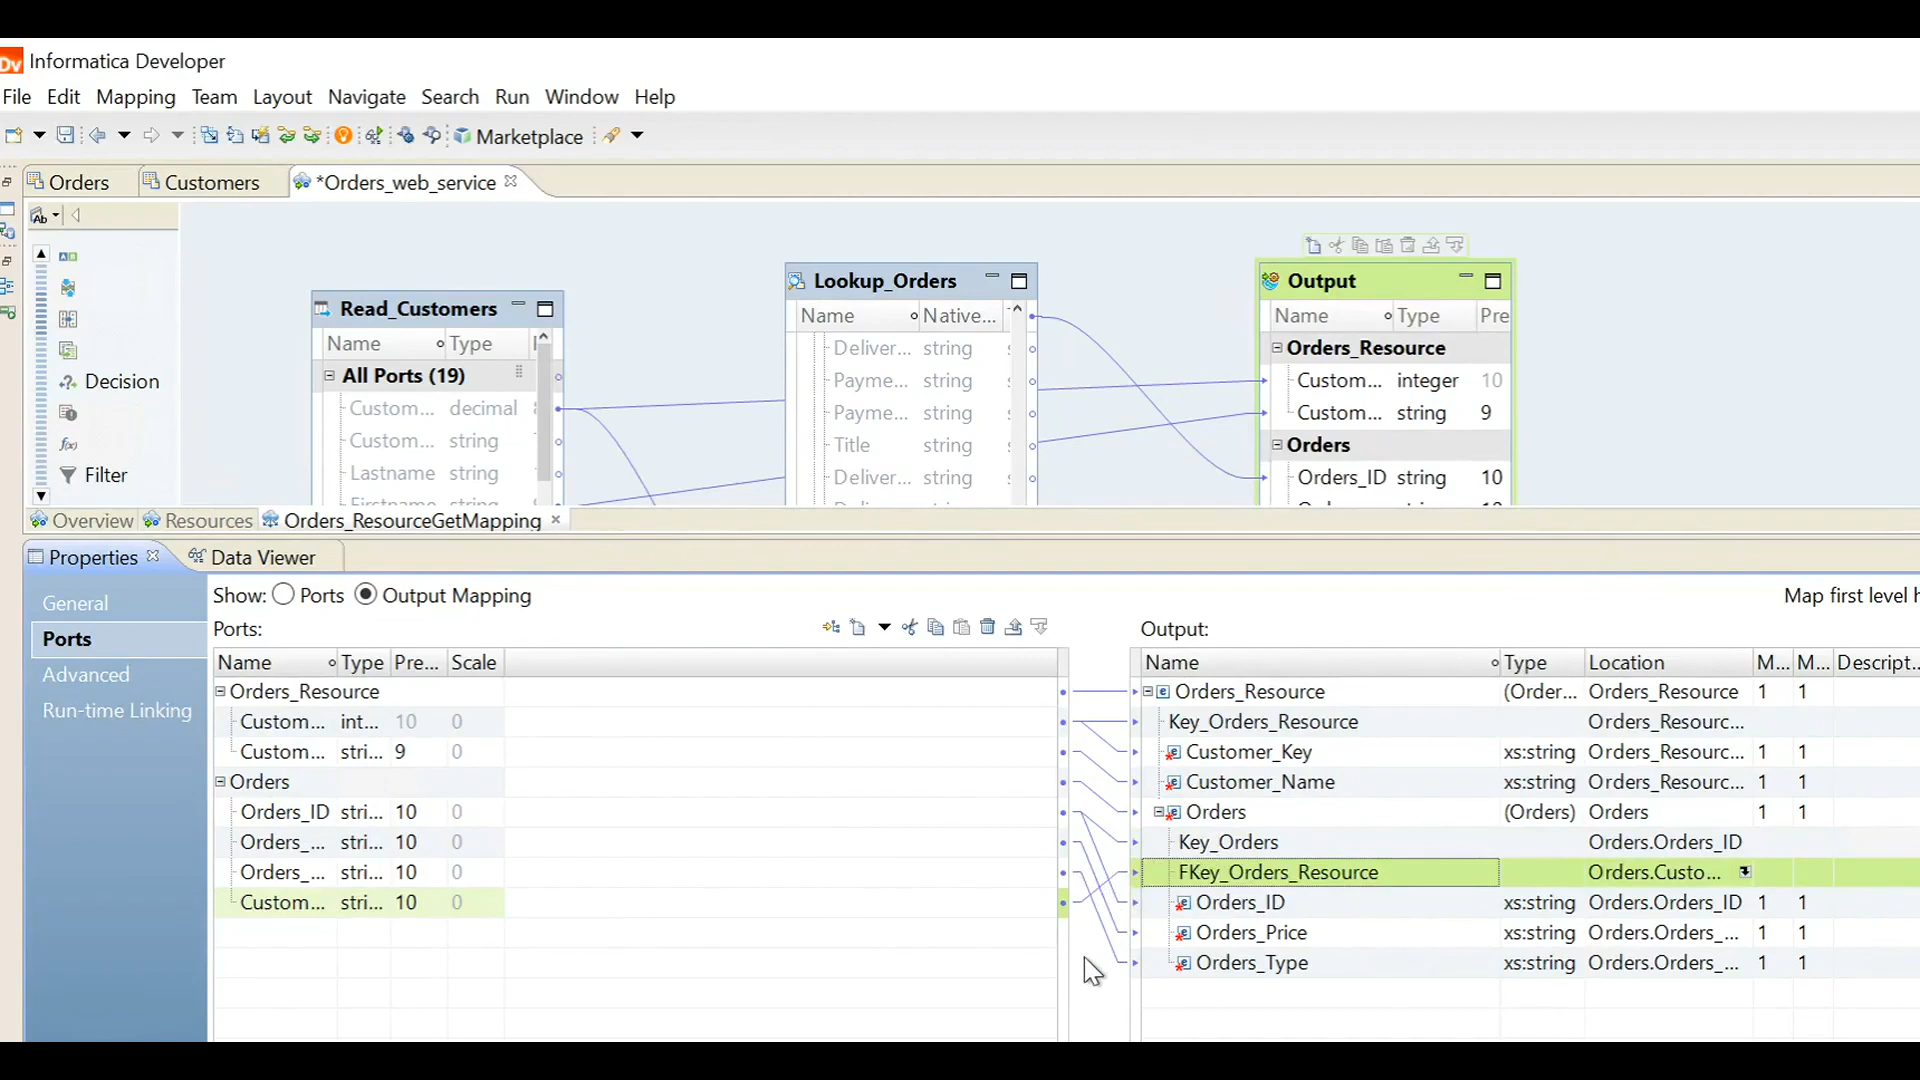 Dv Informatica Developer
File Edit Mapping Team Layout Navigate Search Run Window Help
Marketplace
Orders Customers *Orders_web_service
Ab
Decision
Filter
Read_Customers
Name Type
All Ports (19)
Custom... decimal
Custom... string
Lastname string
Firstname string
Lookup_Orders
Name Native...
Deliver... string
Payme... string
Payme... string
Title string
Deliver... string
Output
Name Type Pre
Orders_Resource
Custom... integer 10
Custom... string 9
Orders
Orders_ID string 10
Overview Resources Orders_ResourceGetMapping
Properties Data Viewer
General
Ports
Advanced
Run-time Linking
Show: Ports Output Mapping
Map first level h
Ports:
Name Type Pre... Scale
Orders_Resource
Custom... int... 10 0
Custom... stri... 9 0
Orders
Orders_ID stri... 10 0
Orders_... stri... 10 0
Orders_... stri... 10 0
Custom... stri... 10 0
Output:
Name Type Location M... M... Descript...
Orders_Resource (Order... Orders_Resource 1 1
Key_Orders_Resource Orders_Resourc...
Customer_Key xs:string Orders_Resourc... 1 1
Customer_Name xs:string Orders_Resourc... 1 1
Orders (Orders) Orders 1 1
Key_Orders Orders.Orders_ID
FKey_Orders_Resource Orders.Custo...
Orders_ID xs:string Orders.Orders_ID 1 1
Orders_Price xs:string Orders.Orders_... 1 1
Orders_Type xs:string Orders.Orders_... 1 1